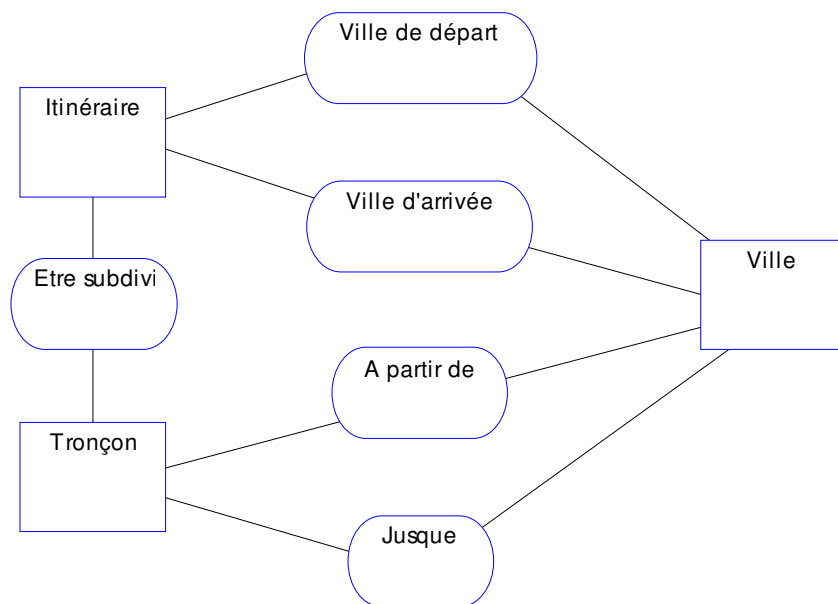 Ville de départ
Itinéraire
Ville d'arrivée
Ville
Etre subdivi
A partir de
Tronçon
Jusque